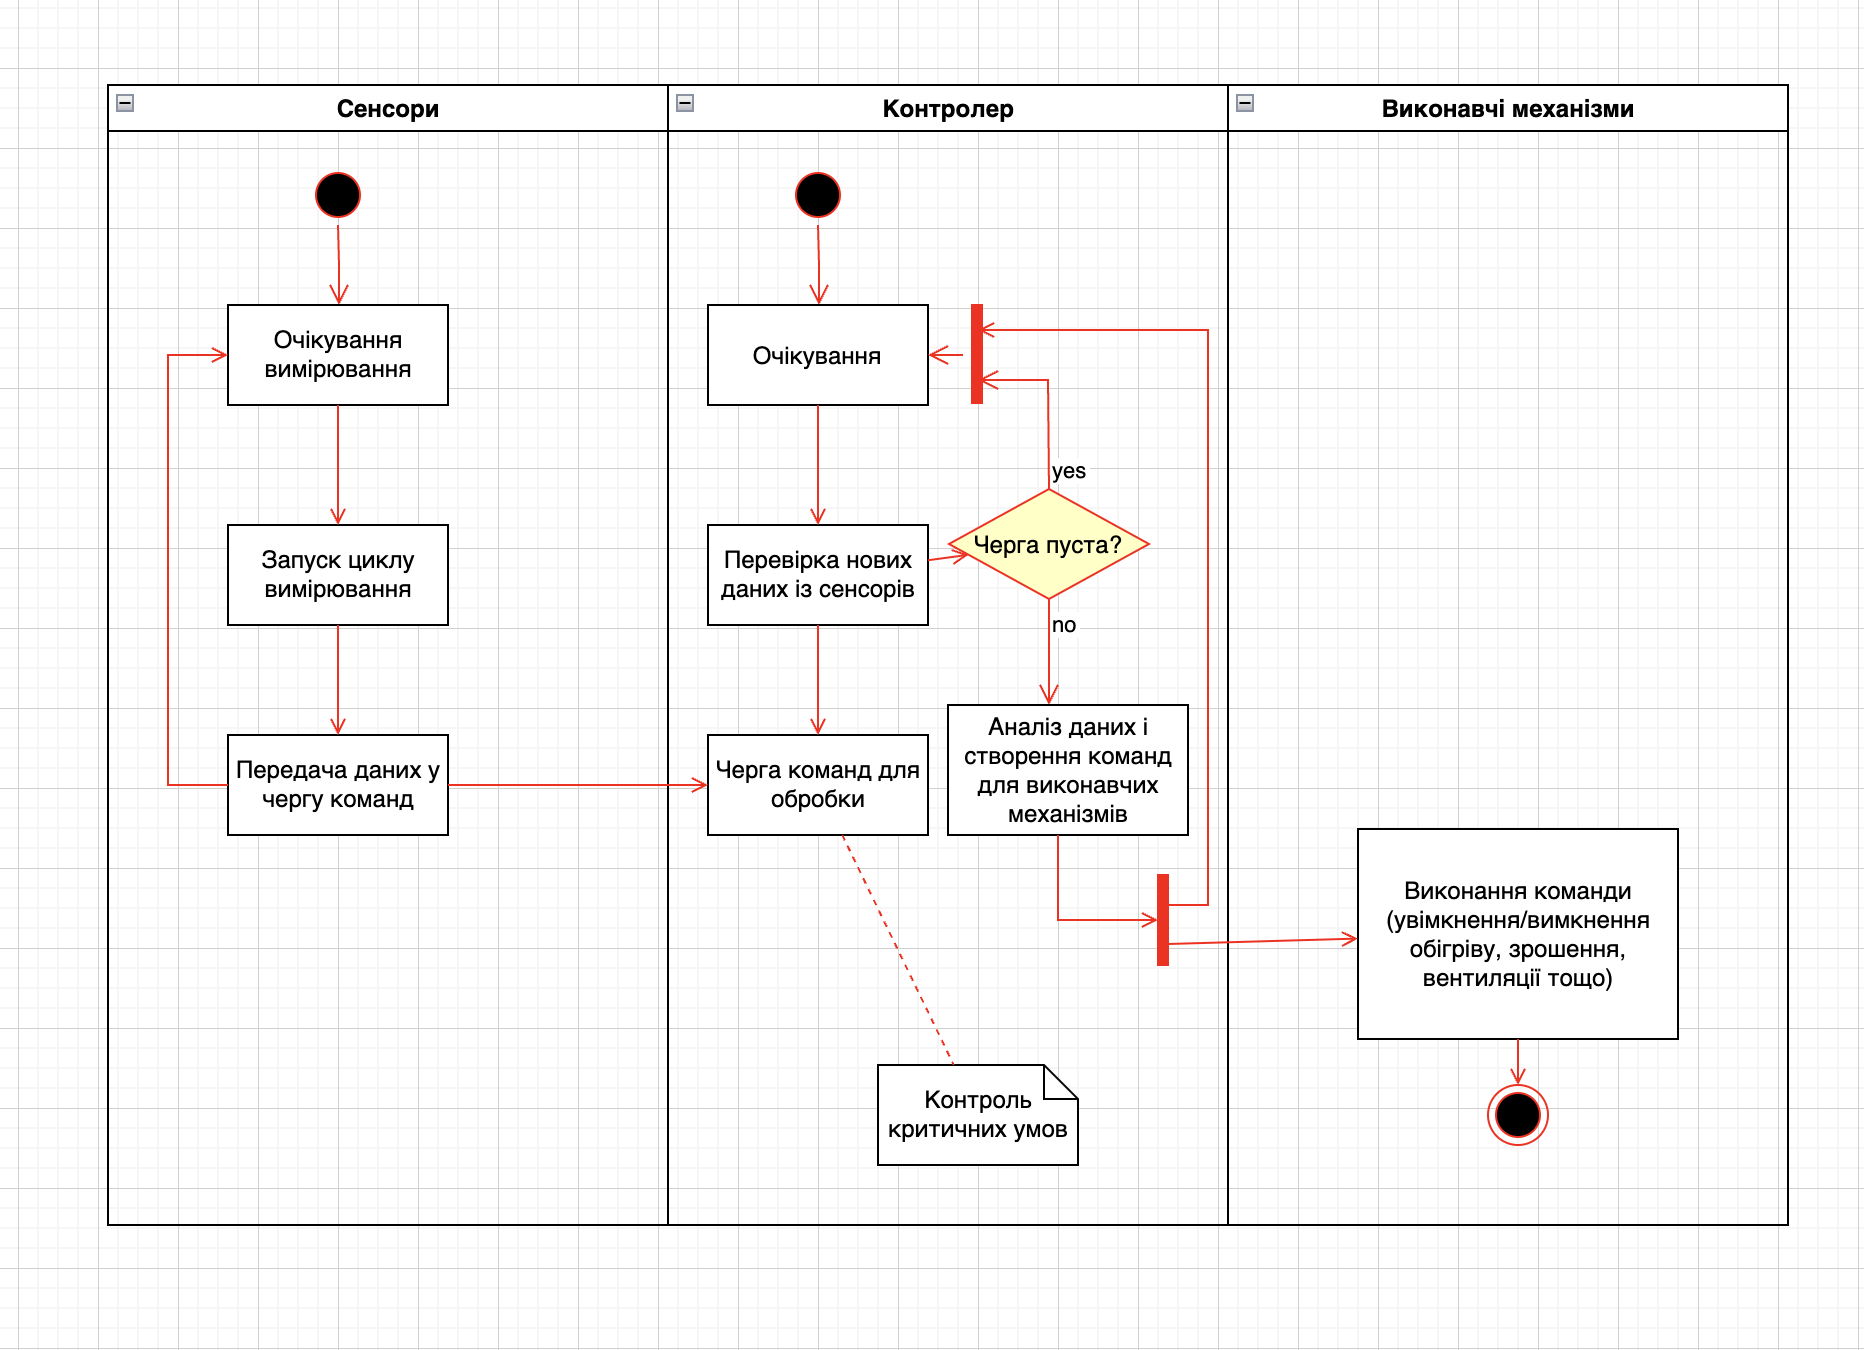 Сенсори
Контролер
Виконавчі механізми
Очікування
вимірювання
Запуск циклу
вимірювання
Передача даних у
чергу команд
Очікування
yes
Черга пуста?
no
Перевірка нових
даних із сенсорів
Черга команд для
обробки
Аналіз даних і
створення команд
для виконавчих
механізмів
Контроль
критичних умов
Виконання команди
(увімкнення/вимкнення
обігріву, зрошення,
вентиляції тощо)